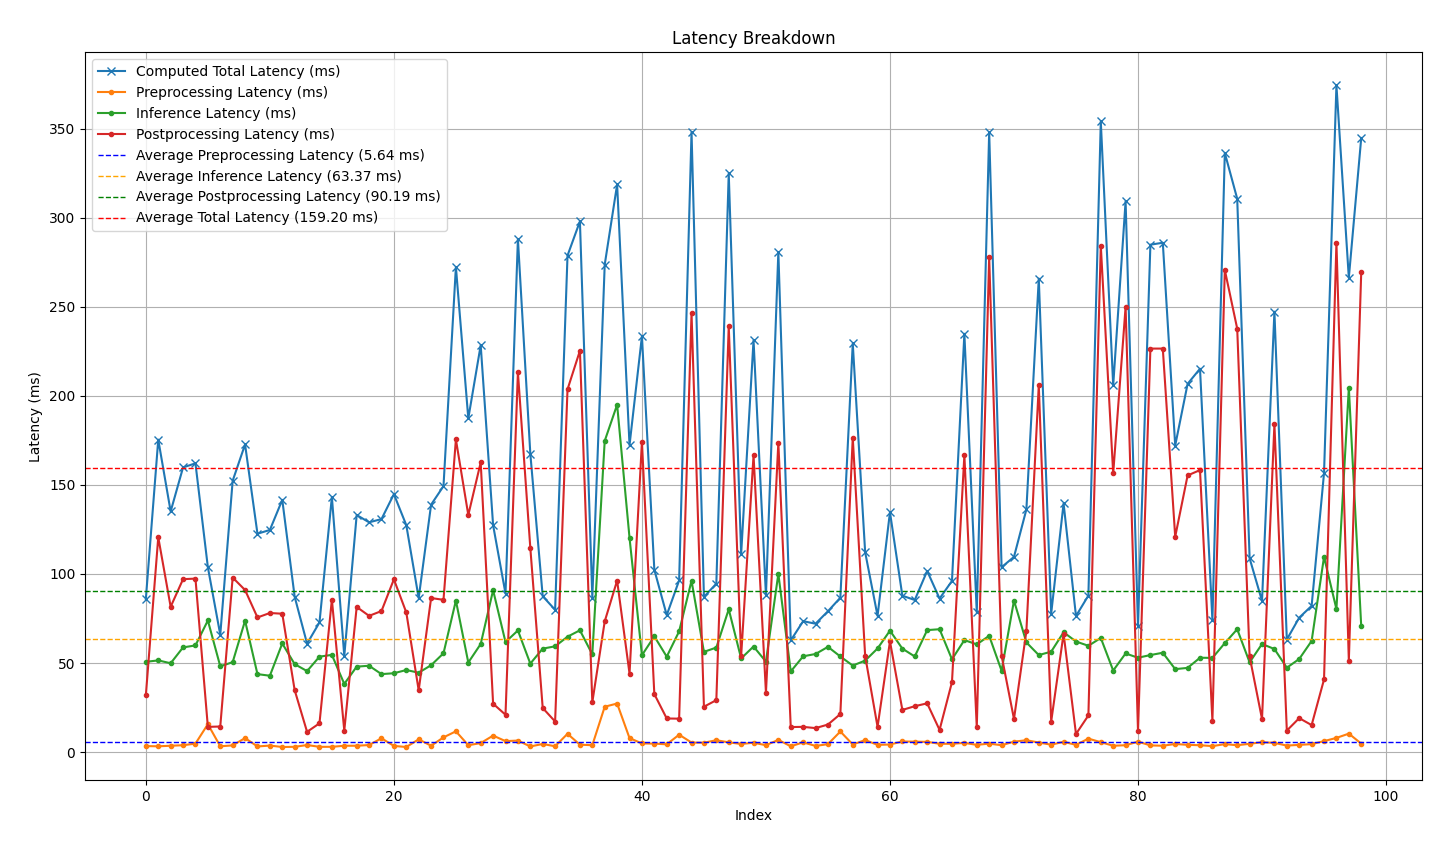 Latency Breakdown
Computed Total Latency (ms)
Preprocessing Latency (ms)
Inference Latency (ms)
Postprocessing Latency (ms)
Average Preprocessing Latency (5.64 ms)
Average Inference Latency (63.37 ms)
Average Postprocessing Latency (90.19 ms)
Average Total Latency (159.20 ms)
Latency (ms)
350
300
250
200
150
100
50
0
0 20 40 60 80 100
Index